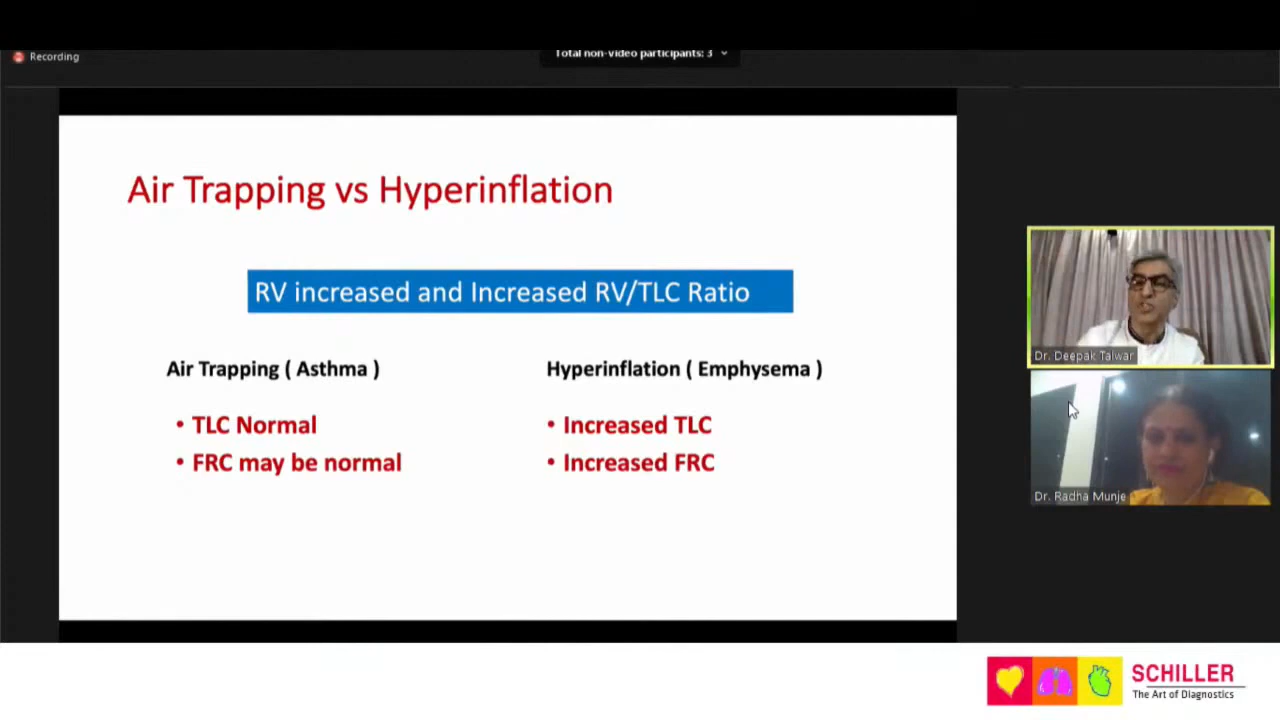 Recording
Total non-video participants: 3
Air Trapping vs Hyperinflation
RV increased and Increased RV/TLC Ratio
Air Trapping ( Asthma )
• TLC Normal
• FRC may be normal
Hyperinflation ( Emphysema )
• Increased TLC
• Increased FRC
Dr. Deepak Talwar
Dr. Radha Munje
SCHILLER
The Art of Diagnostics